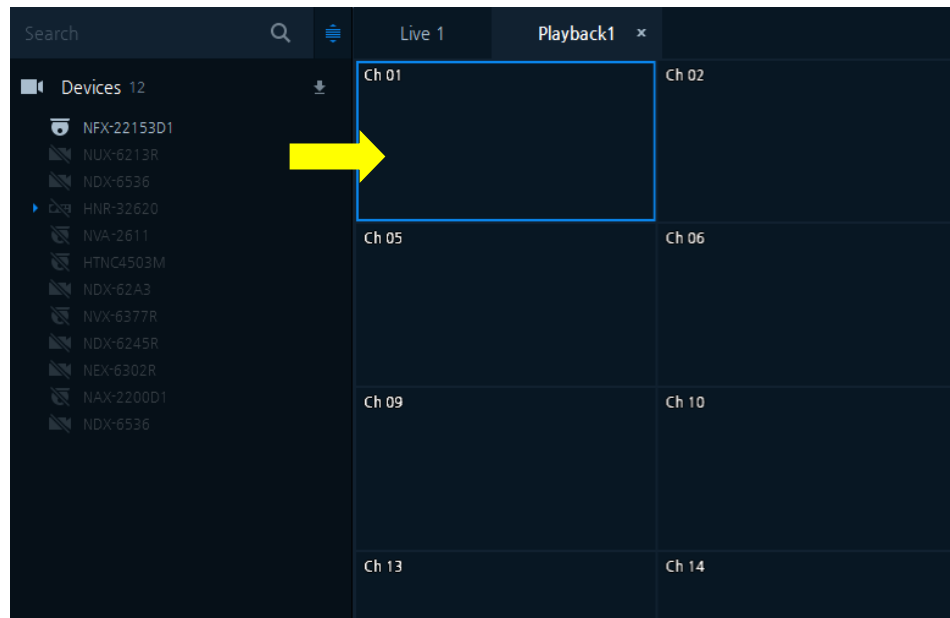 Search
Live 1
Playback1 ×
Devices 12
NFX-22153D1
NUX-6213R
NDX-6536
HNR-32620
NVA-2611
HTNC4503M
NDX-62A3
NVX-6377R
NDX-6245R
NEX-6302R
NAX-2200D1
NDX-6536
Ch 01
Ch 02
Ch 05
Ch 06
Ch 09
Ch 10
Ch 13
Ch 14